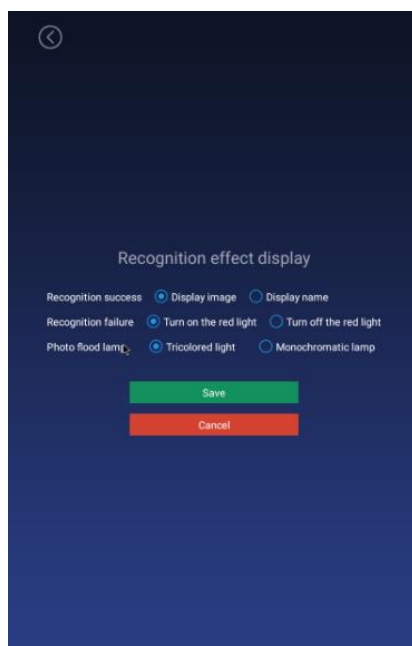 Recognition effect display
Recognition success Display image Display name
Recognition failure Turn on the red light Turn off the red light
Photo flood lamp Tricolored light Monochromatic lamp
Save
Cancel